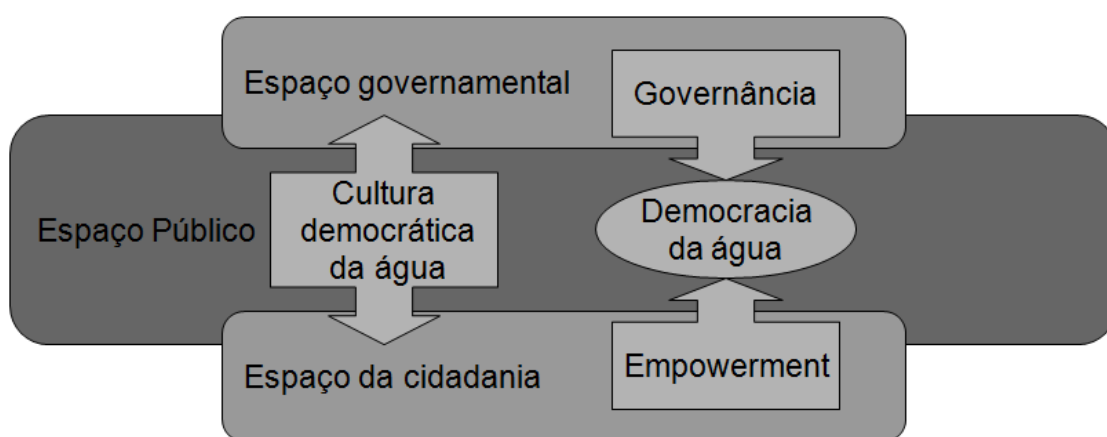 Espaço governamental
Governância
Espaço Público
Cultura
democrática
da água
Democracia
da água
Espaço da cidadania
Empowerment